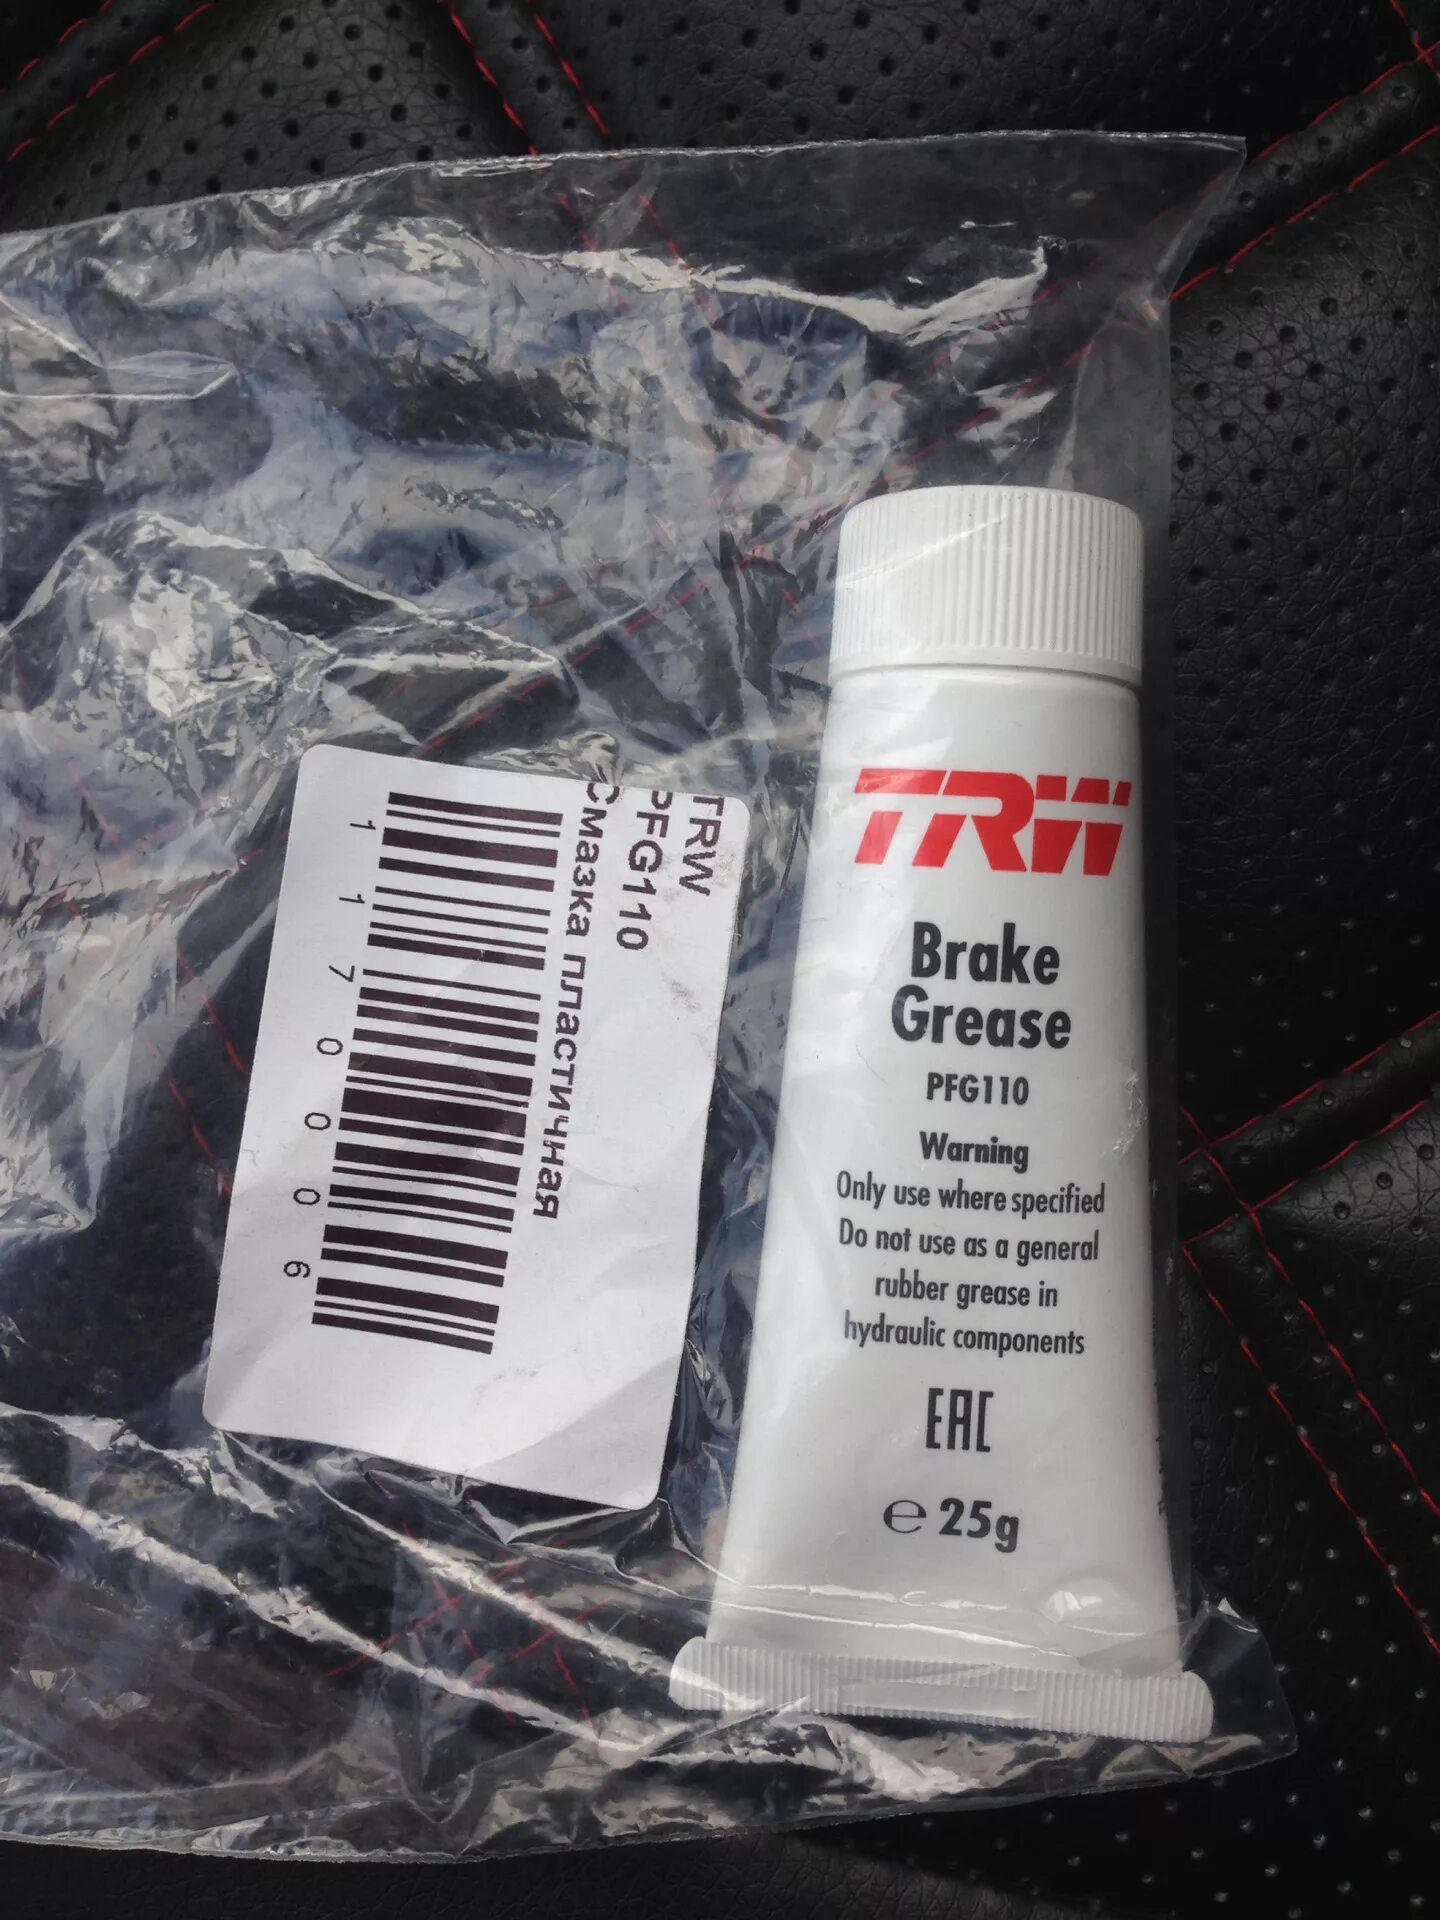 TRW
PFG110
Смазка пластичная
1 1 7 0 0 0 6
TRW
Brake
Grease
PFG110
Warning
Only use where specified
Do not use as a general
rubber grease in
hydraulic components
EAC
℮ 25g